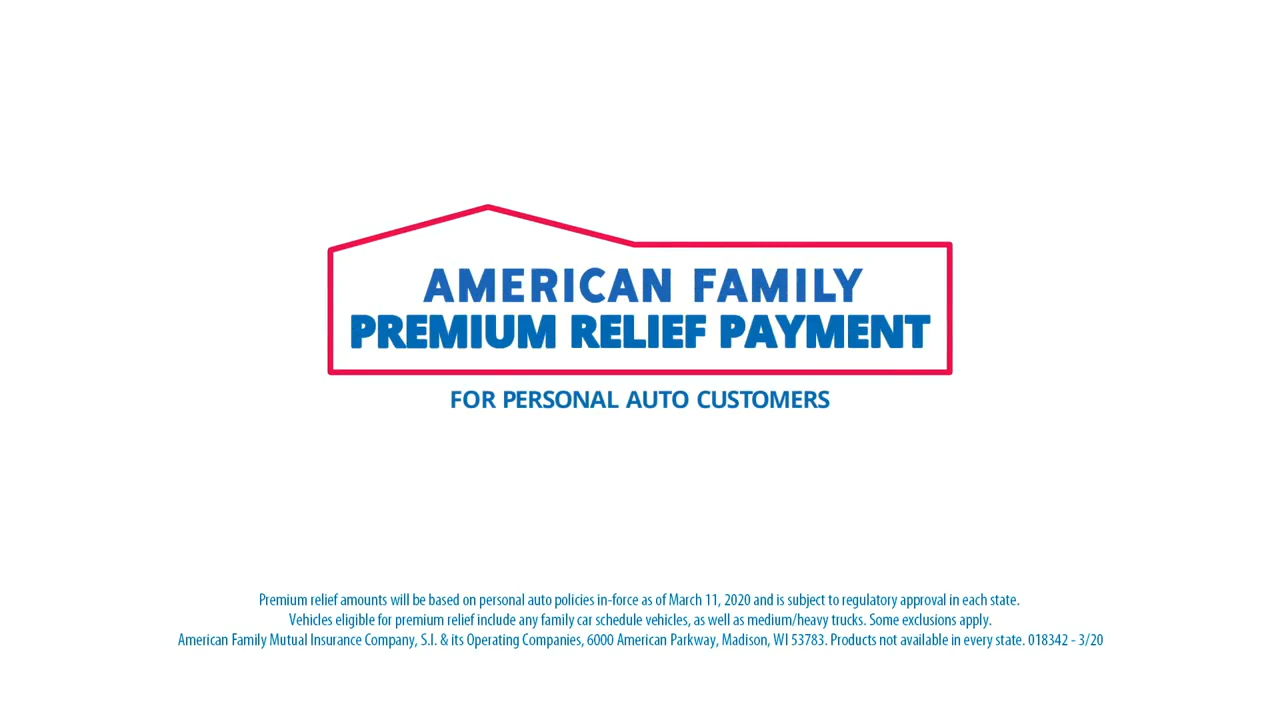 AMERICAN FAMILY
PREMIUM RELIEF PAYMENT
FOR PERSONAL AUTO CUSTOMERS
Premium relief amounts will be based on personal auto policies in-force as of March 11, 2020 and is subject to regulatory approval in each state.
Vehicles eligible for premium relief include any family car schedule vehicles, as well as medium/heavy trucks. Some exclusions apply.
American Family Mutual Insurance Company, S.I. & its Operating Companies, 6000 American Parkway, Madison, WI 53783. Products not available in every state. 018342 - 3/20